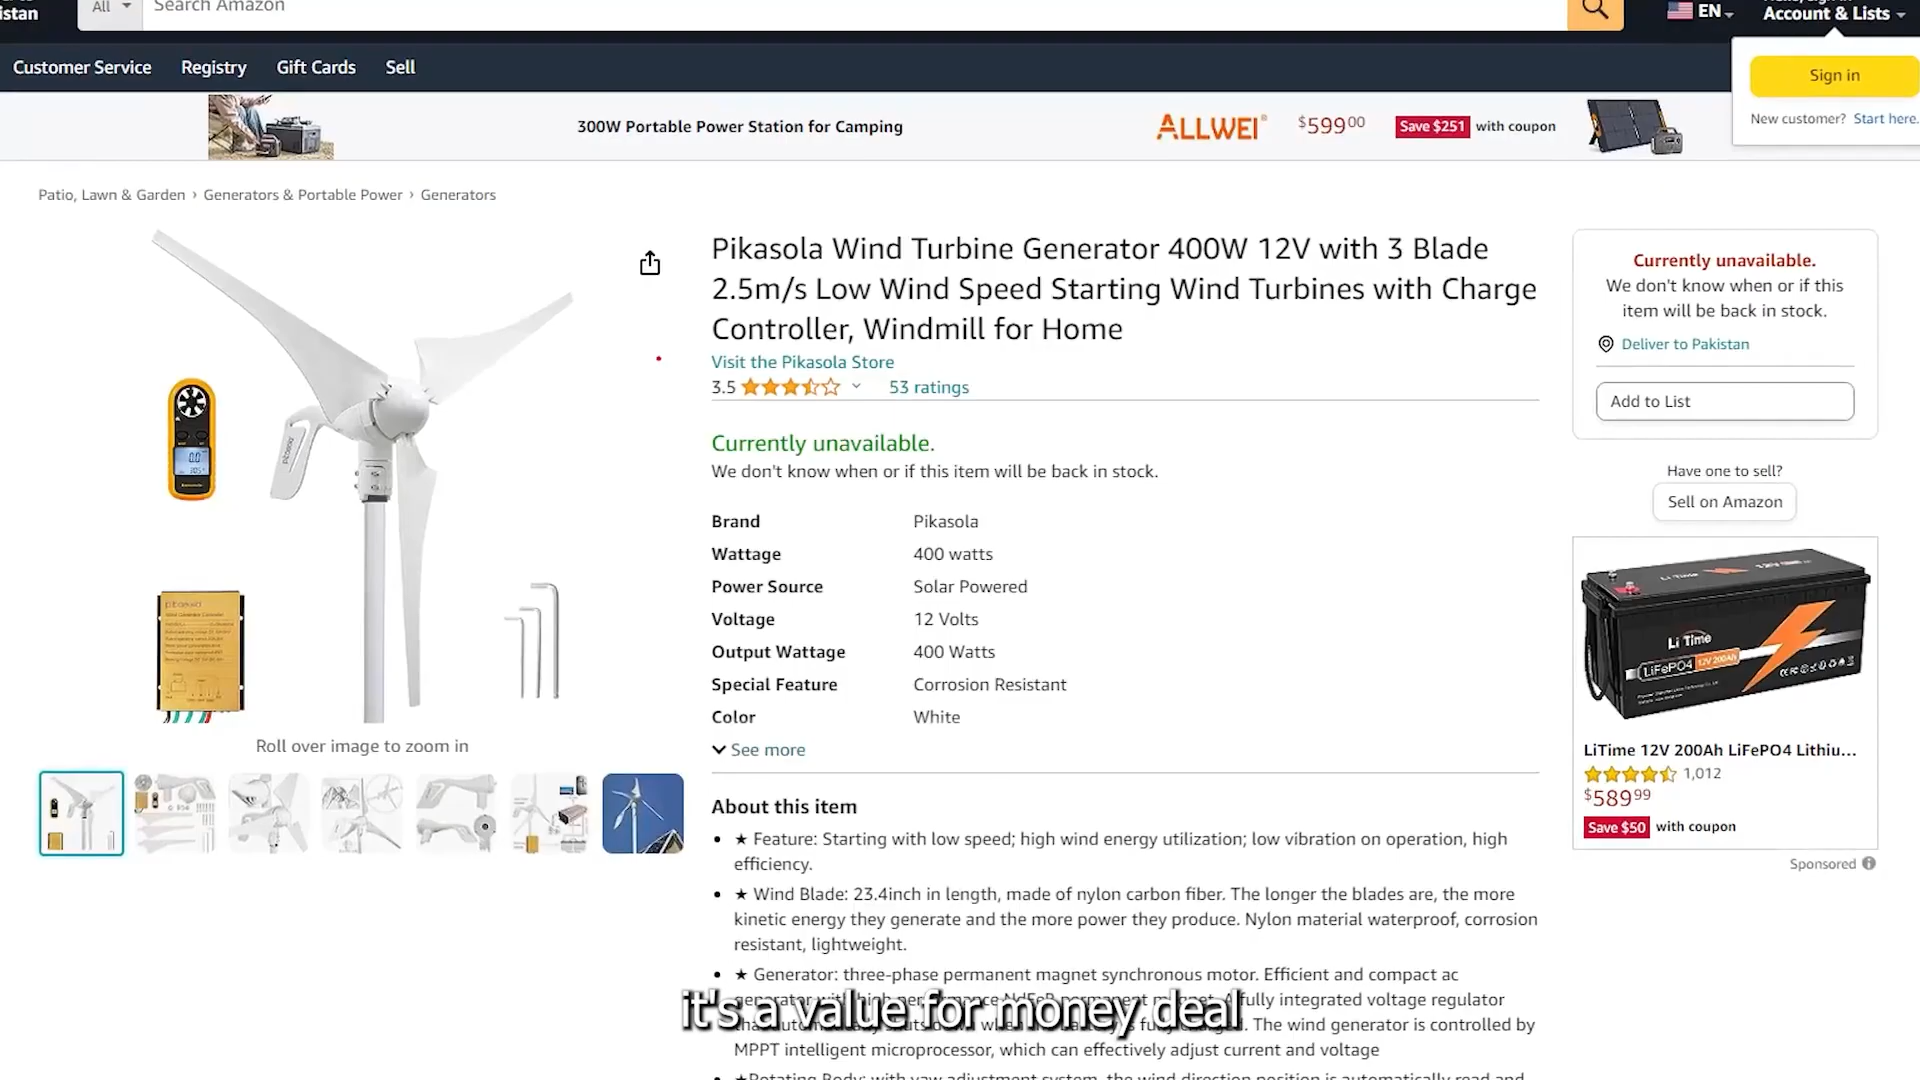 istan
All
Search Amazon
EN
Account & Lists
Customer Service Registry Gift Cards Sell
Sign in
New customer? Start here.
300W Portable Power Station for Camping
ALLWEI
$599.00
Save $251 with coupon
Patio, Lawn & Garden › Generators & Portable Power › Generators
Pikasola Wind Turbine Generator 400W 12V with 3 Blade
2.5m/s Low Wind Speed Starting Wind Turbines with Charge
Controller, Windmill for Home
Visit the Pikasola Store
3.5 53 ratings
Currently unavailable.
We don't know when or if this item will be back in stock.
Brand Pikasola
Wattage 400 watts
Power Source Solar Powered
Voltage 12 Volts
Output Wattage 400 Watts
Special Feature Corrosion Resistant
Color White
See more
Roll over image to zoom in
About this item
• ★ Feature: Starting with low speed; high wind energy utilization; low vibration on operation, high
efficiency.
• ★ Wind Blade: 23.4inch in length, made of nylon carbon fiber. The longer the blades are, the more
kinetic energy they generate and the more power they produce. Nylon material waterproof, corrosion
resistant, lightweight.
• ★ Generator: three-phase permanent magnet synchronous motor. Efficient and compact ac
fully integrated voltage regulator
The wind generator is controlled by
MPPT intelligent microprocessor, which can effectively adjust current and voltage
it's a value for money deal
Currently unavailable.
We don't know when or if this
item will be back in stock.
Deliver to Pakistan
Add to List
Have one to sell?
Sell on Amazon
Li Time
LiFePO4 12V 200Ah
LiTime 12V 200Ah LiFePO4 Lithiu...
1,012
$589.99
Save $50 with coupon
Sponsored